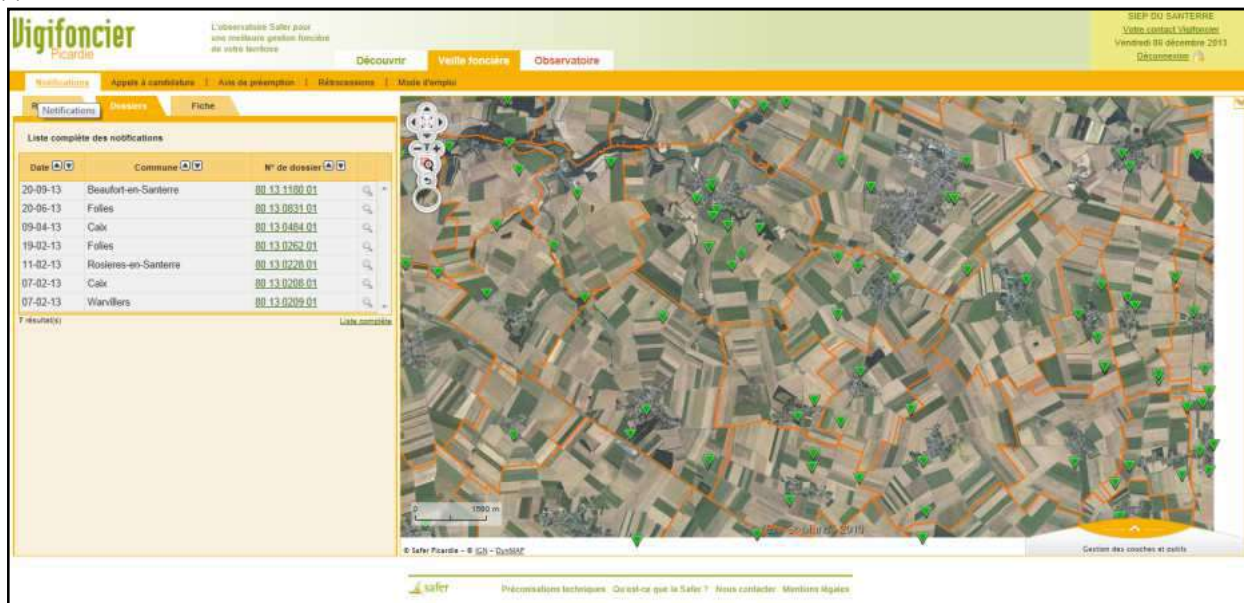 Vigifoncier
Picardie
L'observatoire Safer pour
une meilleure gestion foncière
de votre territoire
SIEP DU SANTERRE
Votre contact Vigifoncier
Vendredi 06 décembre 2013
Déconnexion
Découvrir
Veille foncière
Observatoire
Notifications
Appels à candidature | Avis de préemption | Rétrocessions | Mode d'emploi
Notifications
Dossiers
Fiche
Liste complète des notifications
Date Commune N° de dossier
20-09-13 Beaufort-en-Santerre 80 13 1180 01
20-06-13 Folies 80 13 0831 01
09-04-13 Caix 80 13 0484 01
19-02-13 Folies 80 13 0262 01
11-02-13 Rosieres-en-Santerre 80 13 0228 01
07-02-13 Caix 80 13 0208 01
07-02-13 Warvillers 80 13 0209 01
7 résultat(s) Liste complète
0 1500 m
© Safer Picardie - © IGN - DynMAP
Gestion des couches et outils
safer
Préconisations techniques Qu'est-ce que la Safer ? Nous contacter Mentions légales